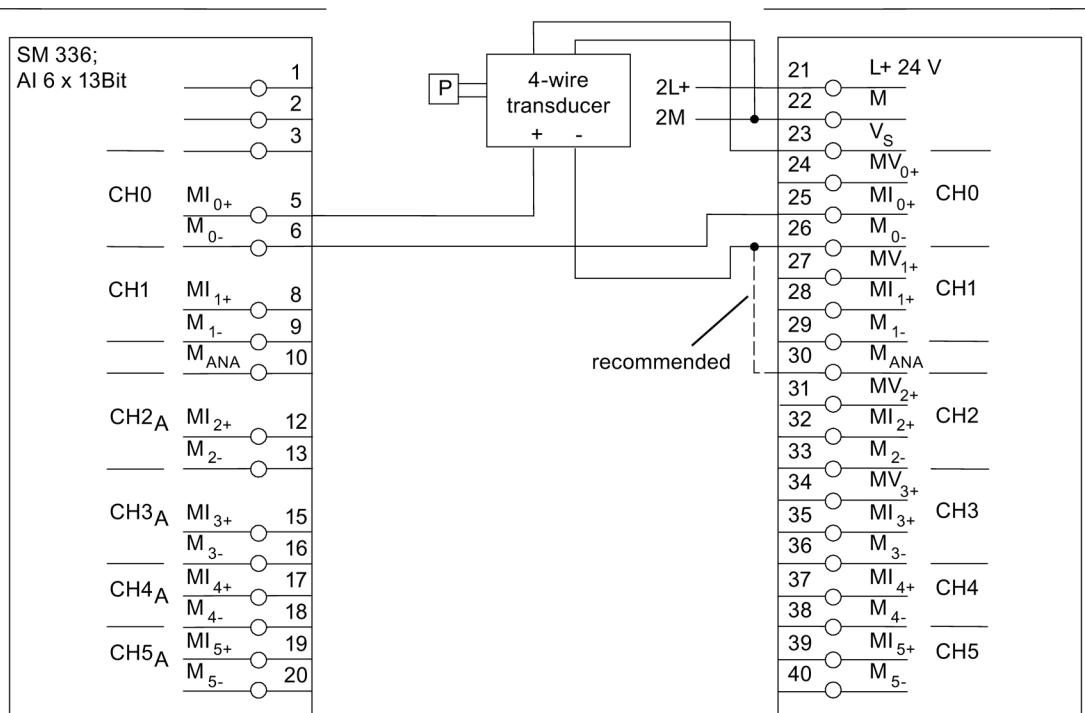 SM 336;
AI 6 x 13Bit
1
2
3
CH0 MI0+ 5
M0- 6
CH1 MI1+ 8
M1- 9
MANA 10
CH2A MI2+ 12
M2- 13
CH3A MI3+ 15
M3- 16
CH4A MI4+ 17
M4- 18
CH5A MI5+ 19
M5- 20
P
4-wire
transducer
+ -
2L+
2M
recommended
21 L+ 24 V
22 M
23 VS
24 MV0+
25 MI0+ CH0
26 M0-
27 MV1+
28 MI1+ CH1
29 M1-
30 MANA
31 MV2+
32 MI2+ CH2
33 M2-
34 MV3+
35 MI3+ CH3
36 M3-
37 MI4+ CH4
38 M4-
39 MI5+ CH5
40 M5-